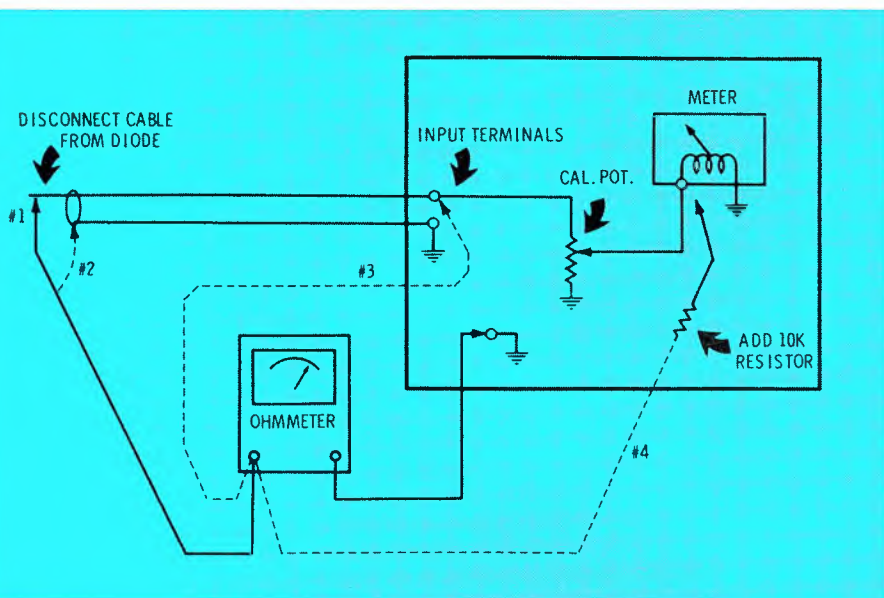 DISCONNECT CABLE
FROM DIODE
#1
#2
INPUT TERMINALS
METER
CAL. POT.
#3
OHMMETER
ADD 10K
RESISTOR
#4